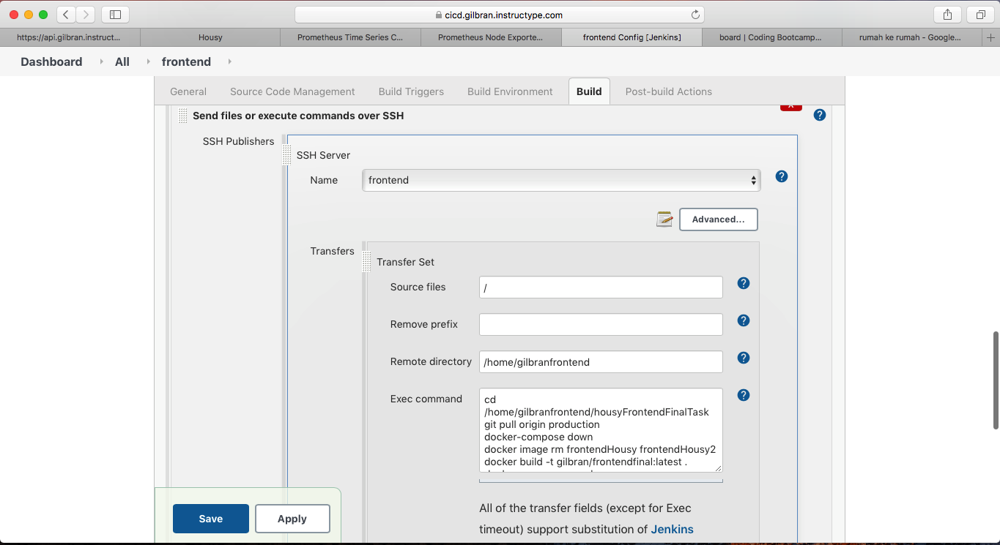 cicd.gilbran.instructype.com
https://api.gilbran.instruct...
Housy
Prometheus Time Series C...
Prometheus Node Exporte...
frontend Config [Jenkins]
board | Coding Bootcamp...
rumah ke rumah - Google...
Dashboard
All
frontend
General
Source Code Management
Build Triggers
Build Environment
Build
Post-build Actions
Send files or execute commands over SSH
X
?
SSH Publishers
SSH Server
Name
frontend
?
Advanced...
Transfers
Transfer Set
Source files
/
?
Remove prefix
?
Remote directory
/home/gilbranfrontend
?
Exec command
cd
/home/gilbranfrontend/housyFrontendFinalTask
git pull origin production
docker-compose down
docker image rm frontendHousy frontendHousy2
docker build -t gilbran/frontendfinal:latest .
?
All of the transfer fields (except for Exec
timeout) support substitution of Jenkins
Save
Apply